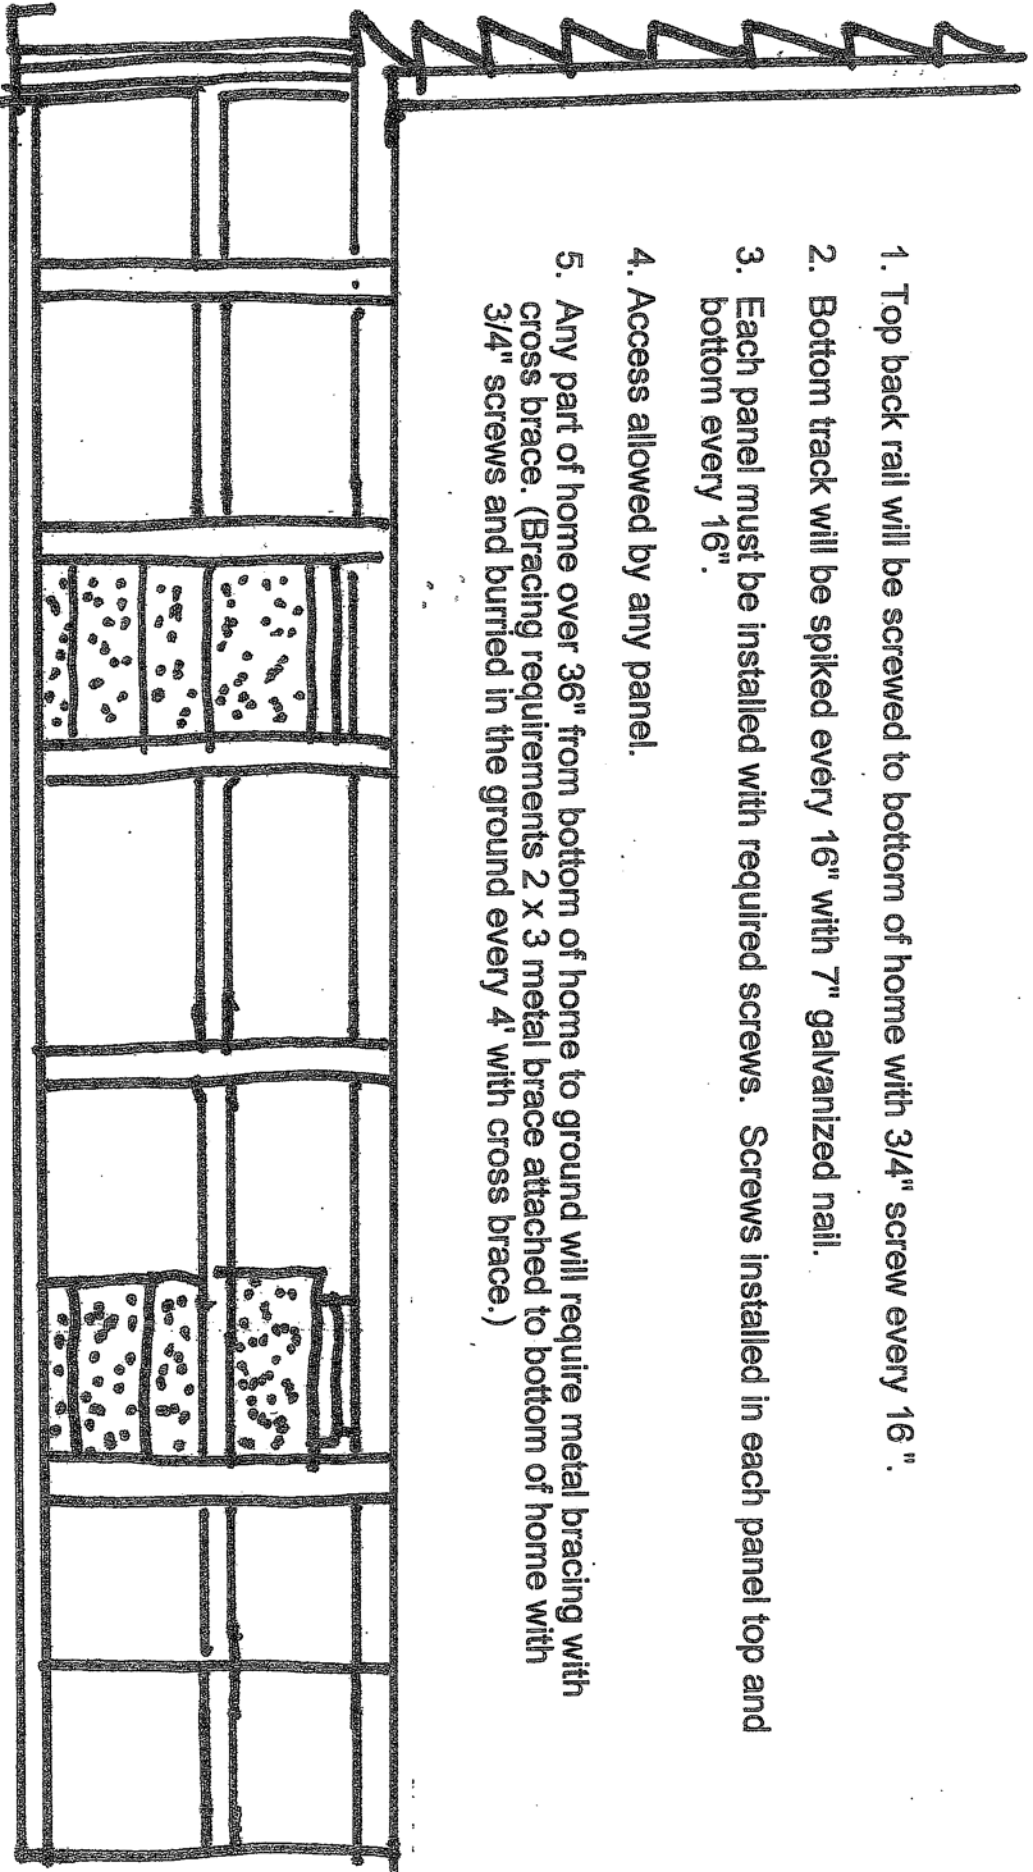 1. Top back rail will be screwed to bottom of home with 3/4" screw every 16 ".
2. Bottom track will be spiked every 16" with 7" galvanized nail.
3. Each panel must be installed with required screws. Screws installed in each panel top and
bottom every 16".
4. Access allowed by any panel.
5. Any part of home over 36" from bottom of home to ground will require metal bracing with
cross brace. (Bracing requirements 2 x 3 metal brace attached to bottom of home with
3/4" screws and burried in the ground every 4' with cross brace.)